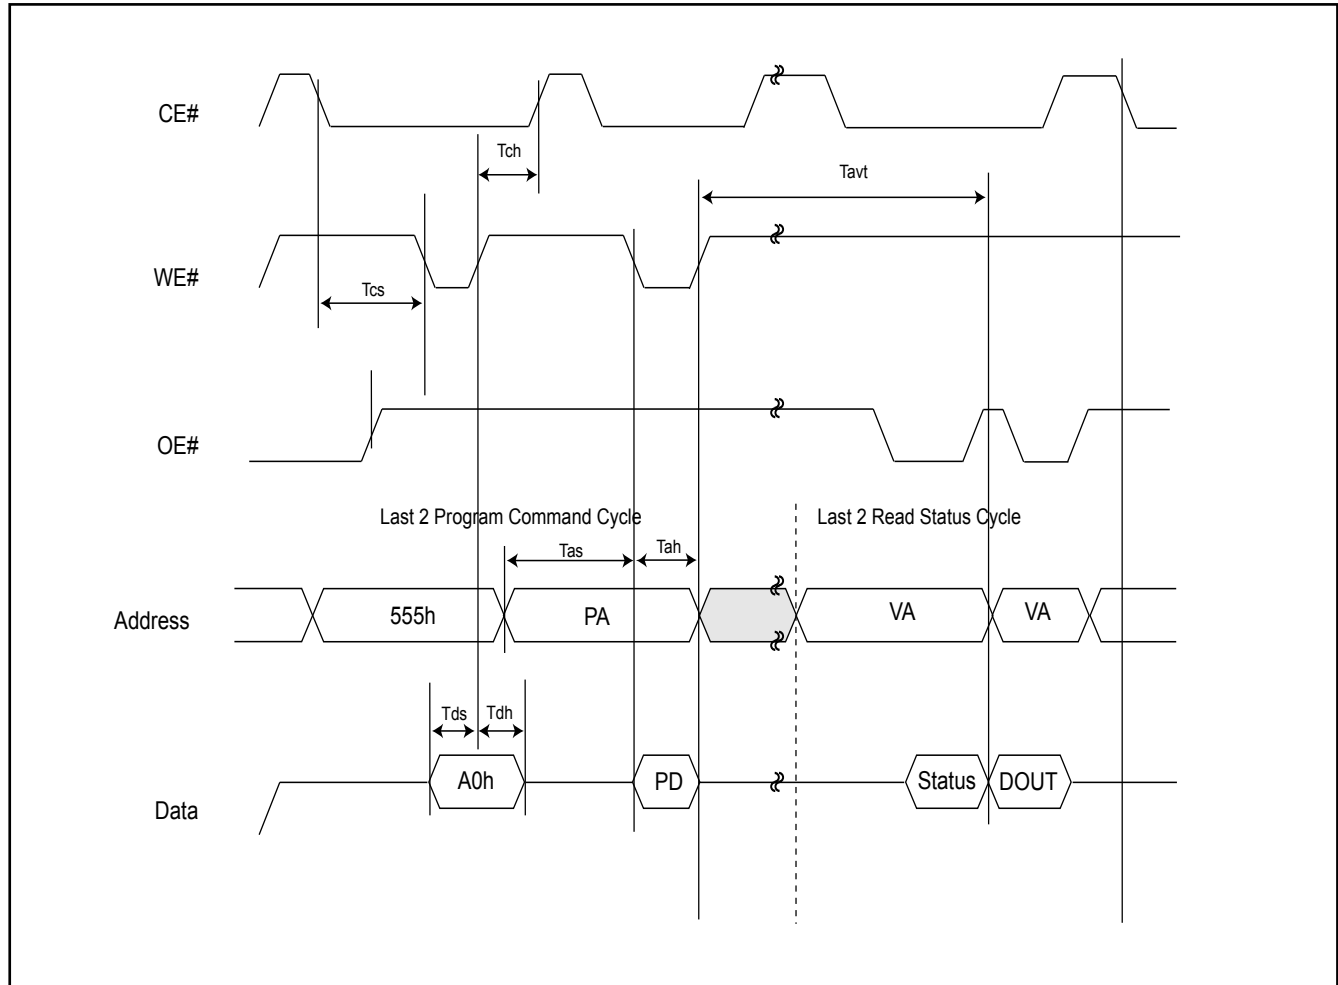 CE#
Tch
Tavt
WE#
Tcs
OE#
Last 2 Program Command Cycle
Last 2 Read Status Cycle
Tas
Tah
Address
555h
PA
VA
VA
Tds
Tdh
Data
A0h
PD
Status
DOUT